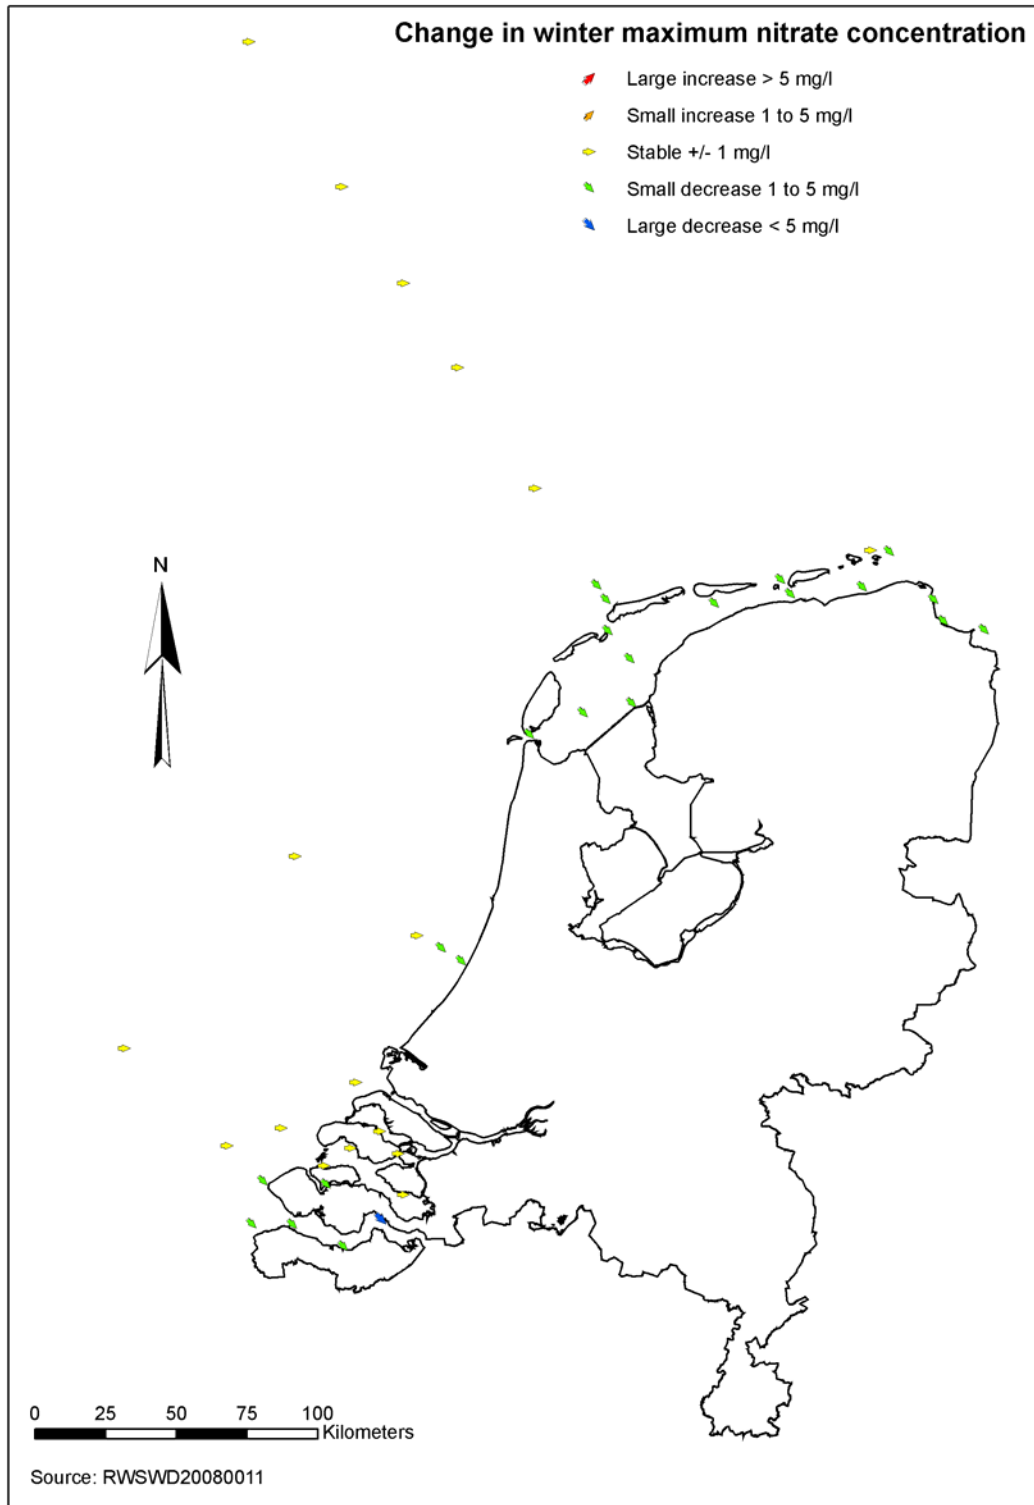 Change in winter maximum nitrate concentration
Large increase > 5 mg/l
Small increase 1 to 5 mg/l
Stable +/- 1 mg/l
Small decrease 1 to 5 mg/l
Large decrease < 5 mg/l
N
0 25 50 75 100
Kilometers
Source: RWSWD20080011